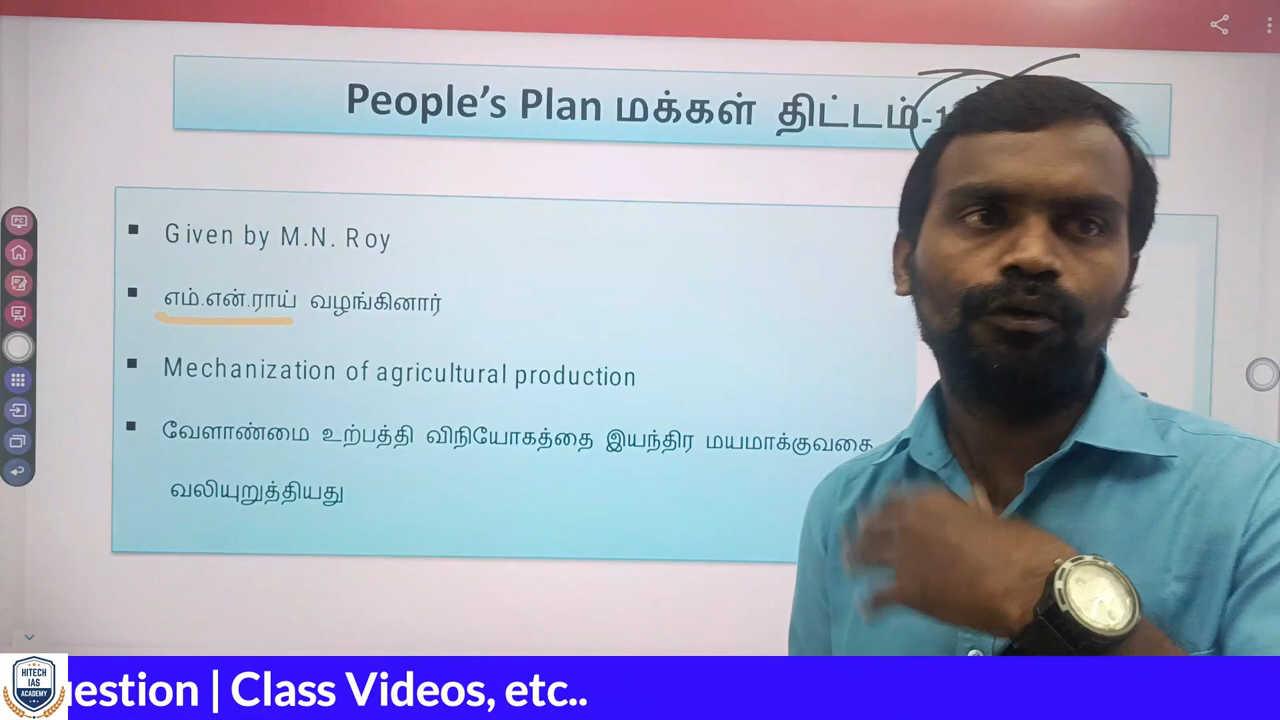 People's Plan மக்கள் திட்டம்-1
Given by M.N. Roy
எம்.என்.ராய் வழங்கினார்
Mechanization of agricultural production
வேளாண்மை உற்பத்தி விநியோகத்தை இயந்திர மயமாக்குவகை
வலியுறுத்தியது
HITECH
IAS
ACADEMY
uestion | Class Videos, etc..